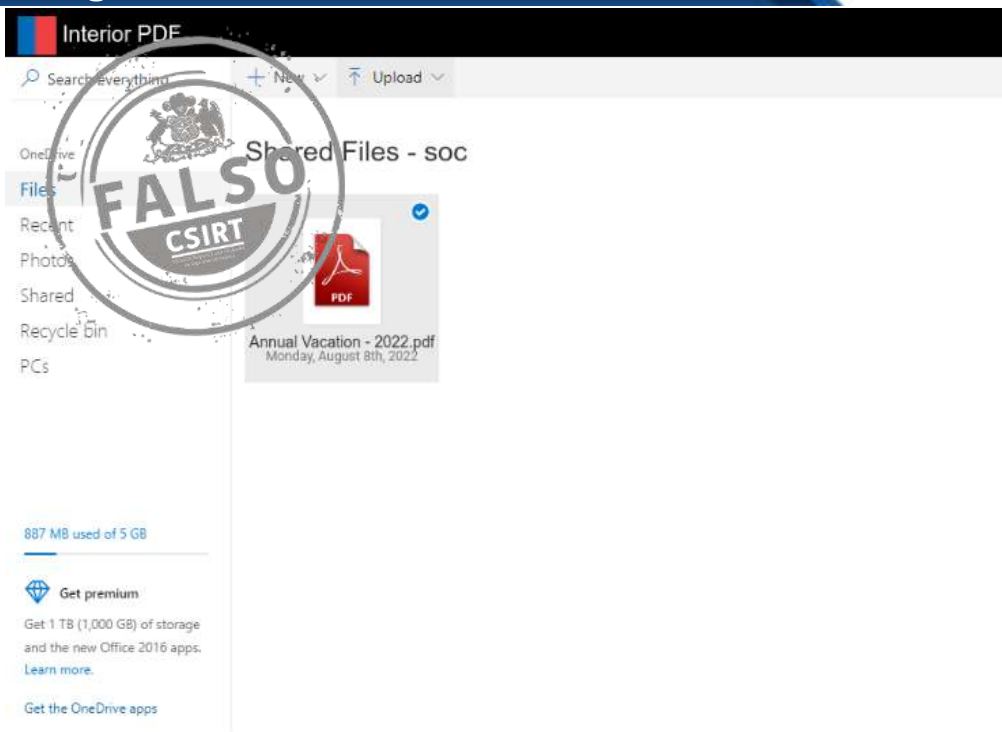 Interior PDF
Search everything
New
Upload
OneDrive
Shared Files - soc
Files
Recent
Photos
Shared
Recycle bin
PCs
FALSO
CSIRT
PDF
Annual Vacation - 2022.pdf
Monday, August 8th, 2022
887 MB used of 5 GB
Get premium
Get 1 TB (1,000 GB) of storage
and the new Office 2016 apps.
Learn more.
Get the OneDrive apps